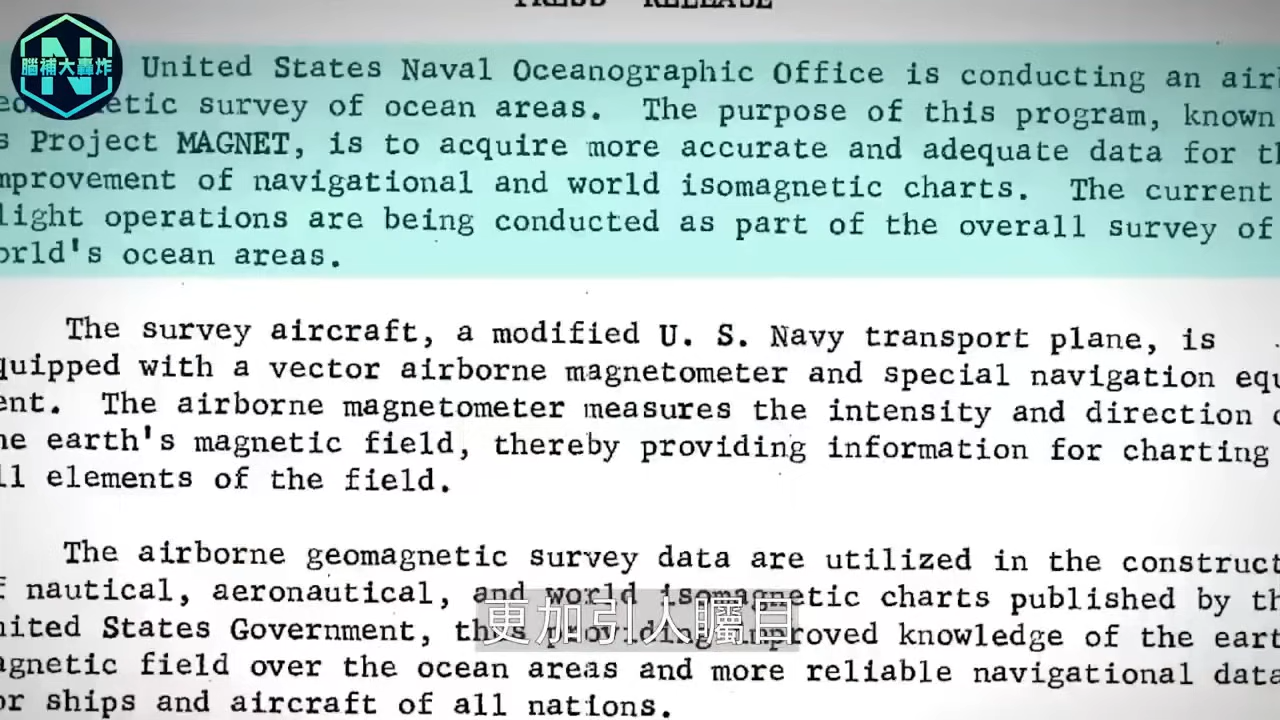 PRESS RELEASE
腦補大轟炸
United States Naval Oceanographic Office is conducting an
etic survey of ocean areas. The purpose of this program, known
s Project MAGNET, is to acquire more accurate and adequate data for th
mprovement of navigational and world isomagnetic charts. The current
light operations are being conducted as part of the overall survey of
orld's ocean areas.
The survey aircraft, a modified U. S. Navy transport plane, is
quipped with a vector airborne magnetometer and special navigation equ
ent. The airborne magnetometer measures the intensity and direction o
he earth's magnetic field, thereby providing information for charting
ll elements of the field.
The airborne geomagnetic survey data are utilized in the construct
f nautical, aeronautical, and world isomagnetic charts published by th
nited States Government, thus providing improved knowledge of the eart
agnetic field over the ocean areas and more reliable navigational data
or ships and aircraft of all nations.
更加引人矚目